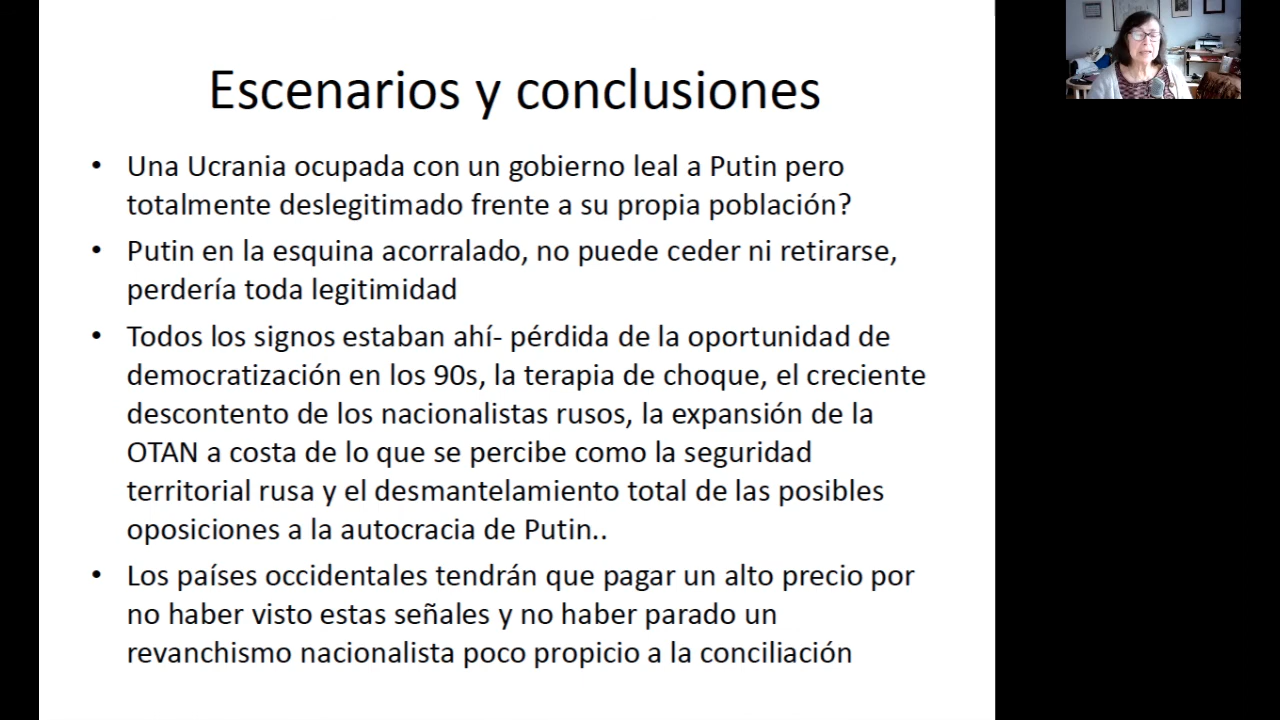 Escenarios y conclusiones
• Una Ucrania ocupada con un gobierno leal a Putin pero
totalmente deslegitimado frente a su propia población?
• Putin en la esquina acorralado, no puede ceder ni retirarse,
perdería toda legitimidad
• Todos los signos estaban ahí- pérdida de la oportunidad de
democratización en los 90s, la terapia de choque, el creciente
descontento de los nacionalistas rusos, la expansión de la
OTAN a costa de lo que se percibe como la seguridad
territorial rusa y el desmantelamiento total de las posibles
oposiciones a la autocracia de Putin..
• Los países occidentales tendrán que pagar un alto precio por
no haber visto estas señales y no haber parado un
revanchismo nacionalista poco propicio a la conciliación